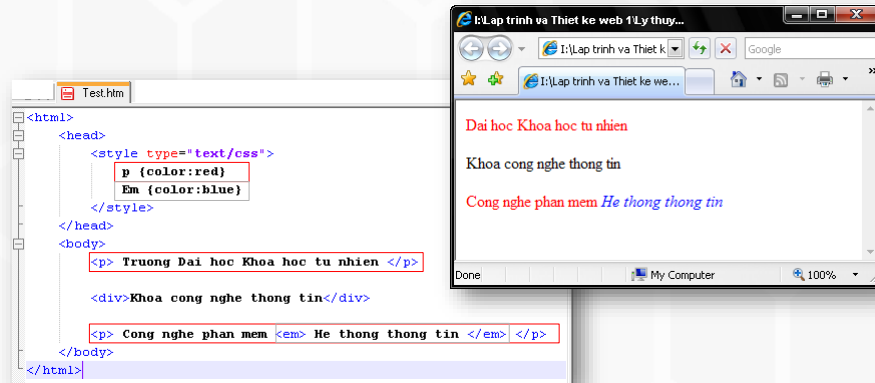 Test.htm
<html>
<head>
<style type="text/css">
p {color:red}
Em {color:blue}
</style>
</head>
<body>
<p> Truong Dai hoc Khoa hoc tu nhien </p>
<div>Khoa cong nghe thong tin</div>
<p> Cong nghe phan mem <em> He thong thong tin </em> </p>
</body>
</html>
I:\Lap trinh va Thiet ke web 1\Ly thuy...
I:\Lap trinh va Thiet k
Google
I:\Lap trinh va Thiet ke we...
Dai hoc Khoa hoc tu nhien
Khoa cong nghe thong tin
Cong nghe phan mem He thong thong tin
Done
My Computer
100%